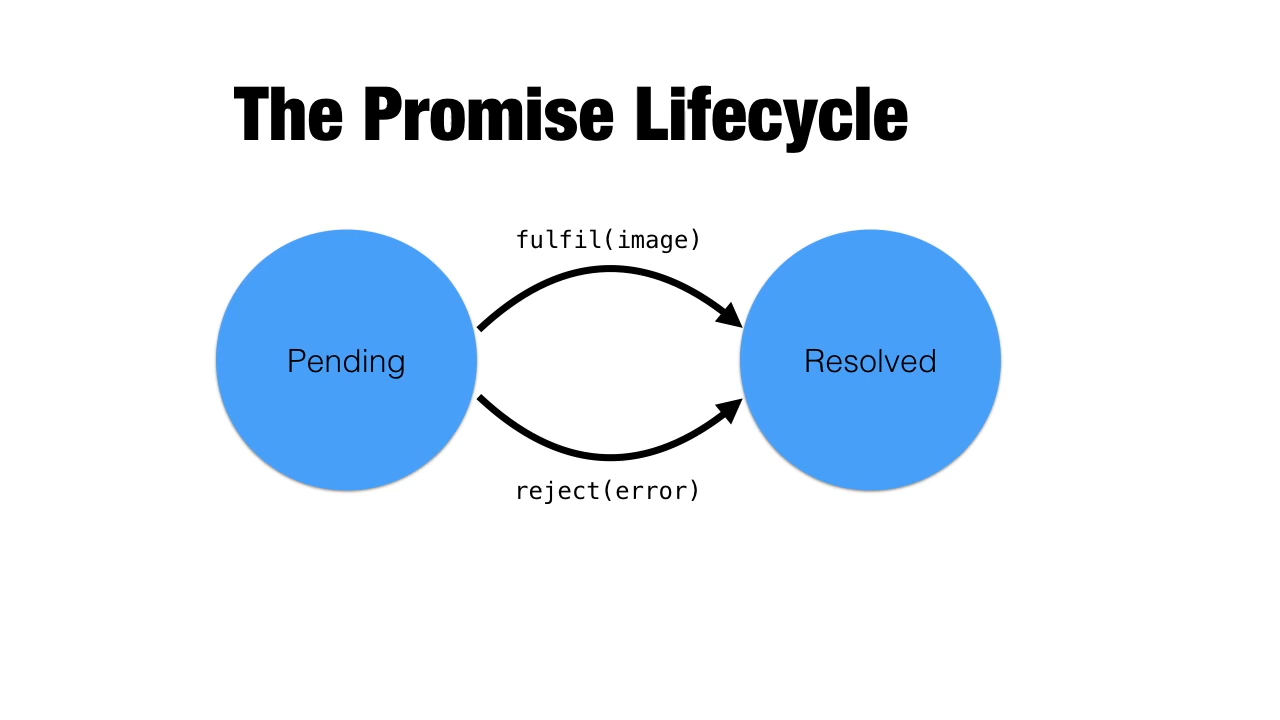 The Promise Lifecycle
fulfil(image)
Pending
Resolved
reject(error)